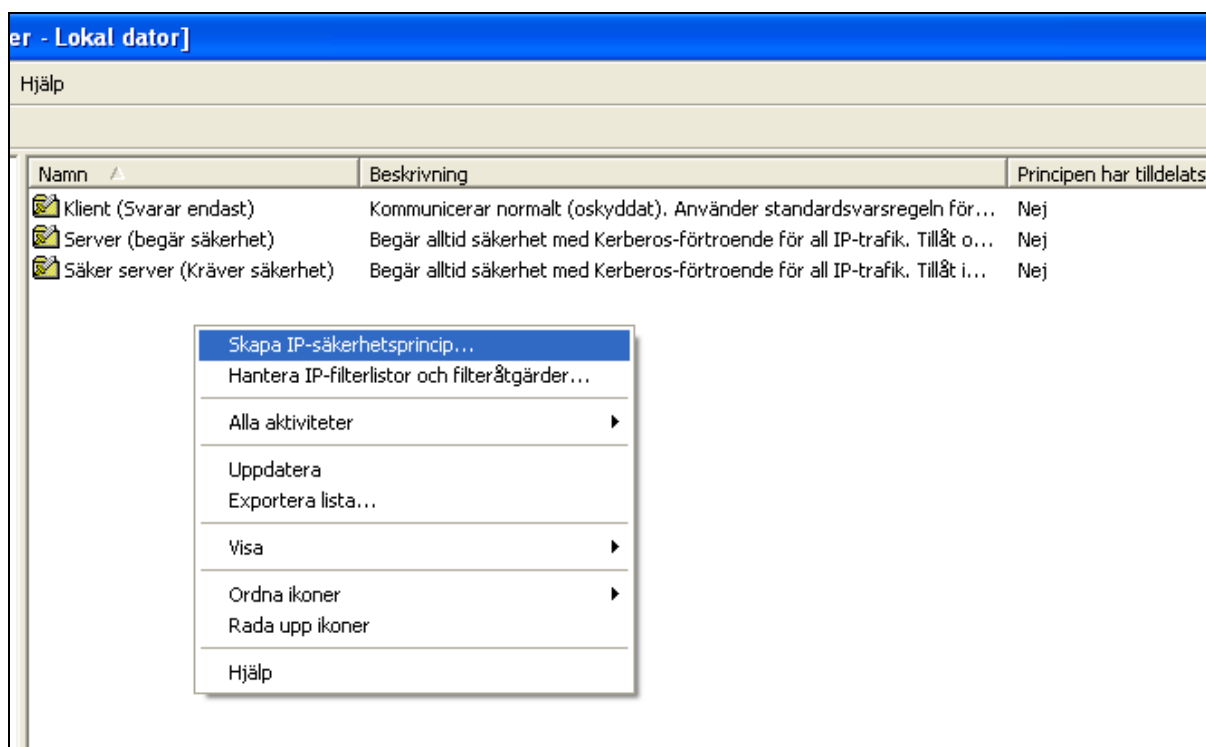 er - Lokal dator]
Hjälp
Namn Beskrivning Principen har tilldelats
Klient (Svarar endast) Kommunicerar normalt (oskyddat). Använder standardsvarsregeln för... Nej
Server (begär säkerhet) Begär alltid säkerhet med Kerberos-förtroende för all IP-trafik. Tillåt o... Nej
Säker server (Kräver säkerhet) Begär alltid säkerhet med Kerberos-förtroende för all IP-trafik. Tillåt i... Nej
Skapa IP-säkerhetsprincip...
Hantera IP-filterlistor och filteråtgärder...
Alla aktiviteter
Uppdatera
Exportera lista...
Visa
Ordna ikoner
Rada upp ikoner
Hjälp